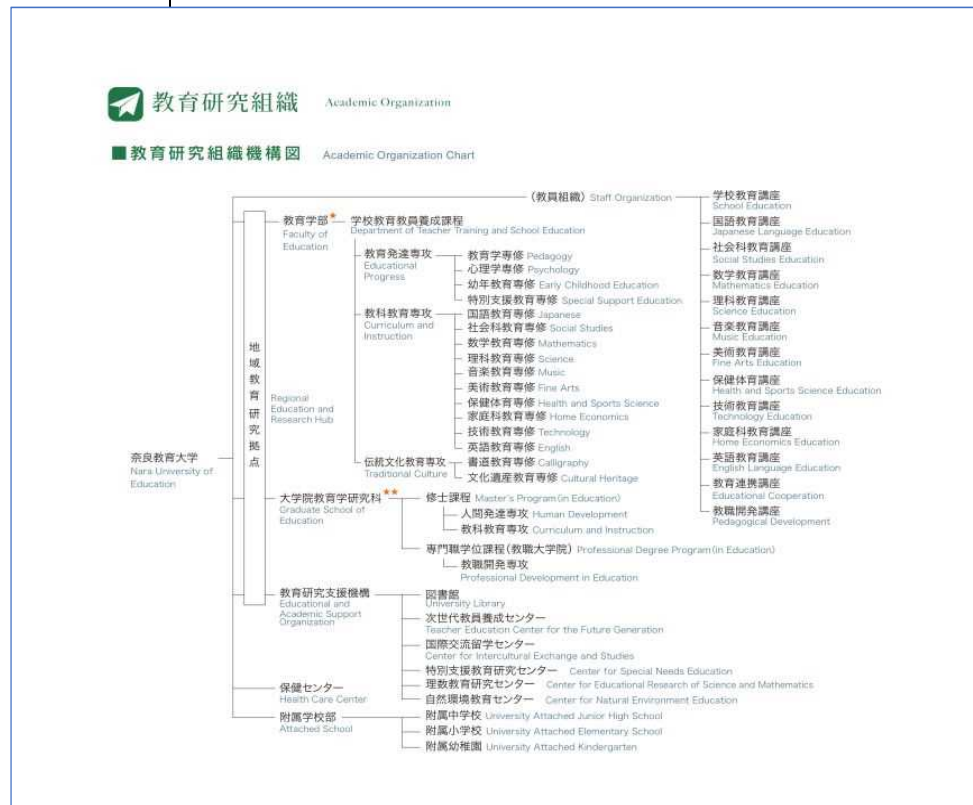 教育研究組織 Academic Organization
■教育研究組織機構図 Academic Organization Chart
(教員組織) Staff Organization
学校教育講座
School Education
国語教育講座
Japanese Language Education
社会科教育講座
Social Studies Education
数学教育講座
Mathematics Education
理科教育講座
Science Education
音楽教育講座
Music Education
美術教育講座
Fine Arts Education
保健体育講座
Health and Sports Science Education
技術教育講座
Technology Education
家庭科教育講座
Home Economics Education
英語教育講座
English Language Education
教育連携講座
Educational Cooperation
教職開発講座
Pedagogical Development
奈良教育大学
Nara University of
Education
地域教育研究拠点
Regional
Education and
Research Hub
教育学部★
Faculty of
Education
学校教育教員養成課程
Department of Teacher Training and School Education
教育発達専攻
Educational
Progress
教育学専修 Pedagogy
心理学専修 Psychology
幼年教育専修 Early Childhood Education
特別支援教育専修 Special Support Education
教科教育専攻
Curriculum and
Instruction
国語教育専修 Japanese
社会科教育専修 Social Studies
数学教育専修 Mathematics
理科教育専修 Science
音楽教育専修 Music
美術教育専修 Fine Arts
保健体育専修 Health and Sports Science
家庭科教育専修 Home Economics
技術教育専修 Technology
英語教育専修 English
伝統文化教育専攻
Traditional Culture
書道教育専修 Calligraphy
文化遺産教育専修 Cultural Heritage
大学院教育学研究科★★
Graduate School of
Education
修士課程 Master's Program(in Education)
人間発達専攻 Human Development
教科教育専攻 Curriculum and Instruction
専門職学位課程(教職大学院) Professional Degree Program(in Education)
教職開発専攻
Professional Development in Education
教育研究支援機構
Educational and
Academic Support
Organization
図書館
University Library
次世代教員養成センター
Teacher Education Center for the Future Generation
国際交流留学センター
Center for Intercultural Exchange and Studies
特別支援教育研究センター Center for Special Needs Education
理数教育研究センター Center for Educational Research of Science and Mathematics
自然環境教育センター Center for Natural Environment Education
保健センター
Health Care Center
附属学校部
Attached School
附属中学校 University Attached Junior High School
附属小学校 University Attached Elementary School
附属幼稚園 University Attached Kindergarten